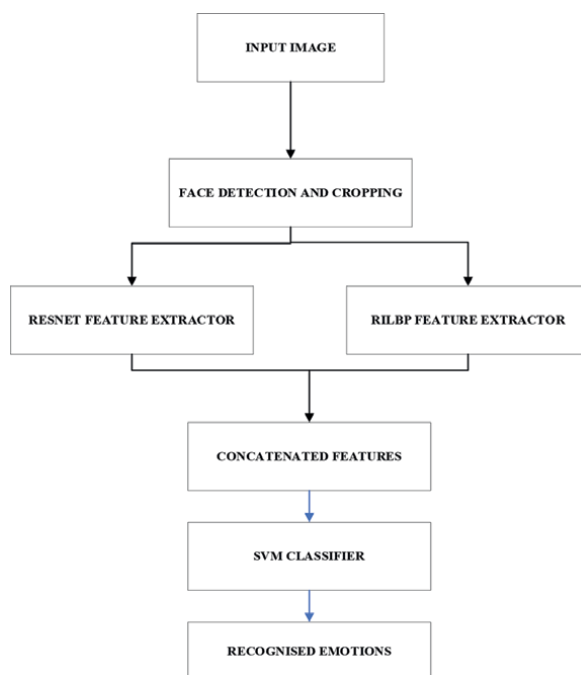 INPUT IMAGE
FACE DETECTION AND CROPPING
RESNET FEATURE EXTRACTOR
RILBP FEATURE EXTRACTOR
CONCATENATED FEATURES
SVM CLASSIFIER
RECOGNISED EMOTIONS